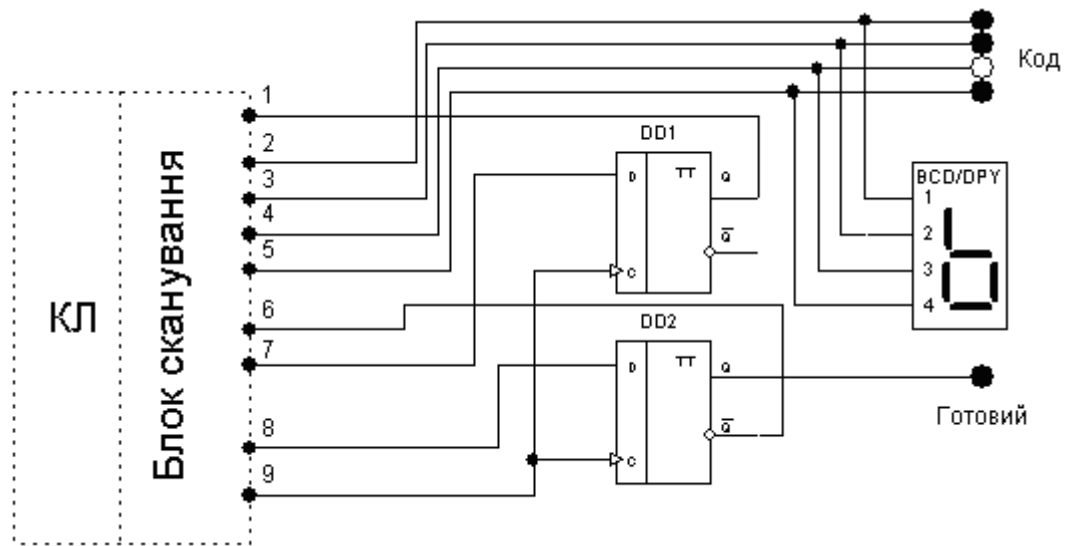 Код
1
2
3
4
5
6
7
8
9
КЛ
Блок сканування
DD1
D
TT
Q
Q̅
C
DD2
D
TT
Q
Q̅
C
BCD/DPY
1
2
3
4
Готовий